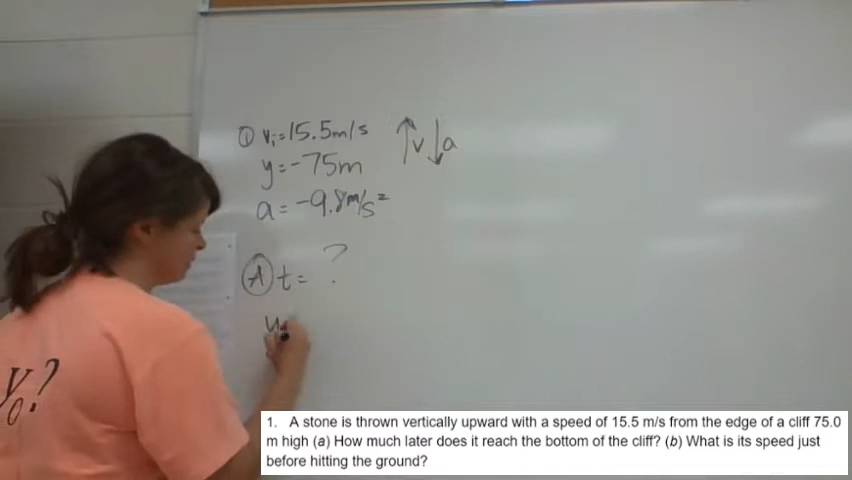 ① vᵢ=15.5m/s
y=-75m
a=-9.8m/s²
↑v ↓a
Ⓐ t= ?
y
y₀?
1. A stone is thrown vertically upward with a speed of 15.5 m/s from the edge of a cliff 75.0
m high (a) How much later does it reach the bottom of the cliff? (b) What is its speed just
before hitting the ground?